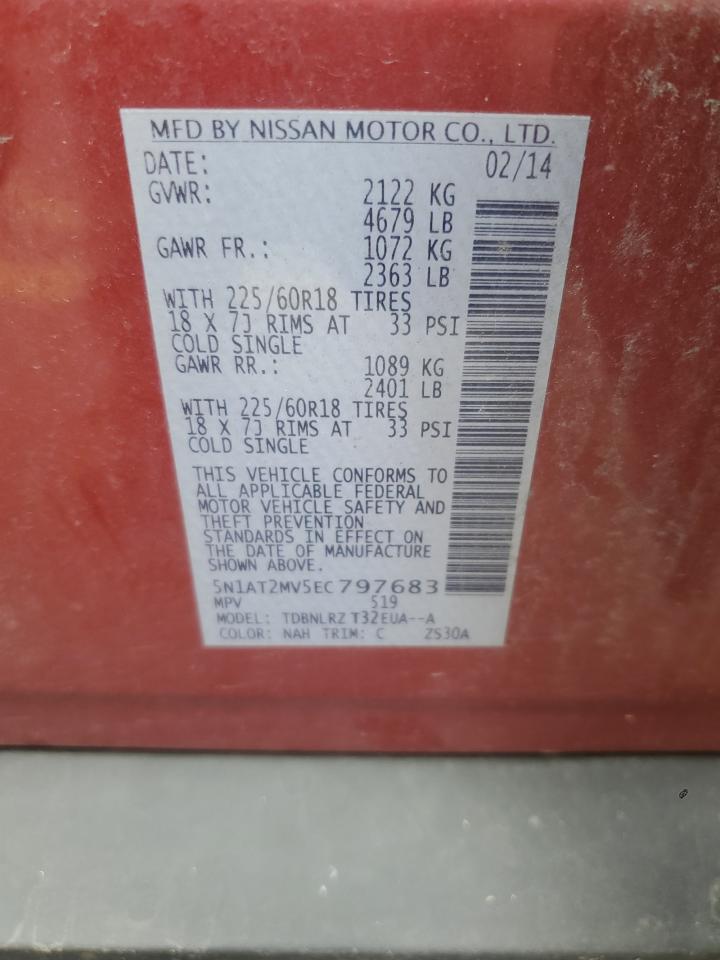 MFD BY NISSAN MOTOR CO., LTD.
DATE: 02/14
GVWR: 2122 KG
4679 LB
GAWR FR.: 1072 KG
2363 LB
WITH 225/60R18 TIRES
18 X 7J RIMS AT 33 PSI
COLD SINGLE
GAWR RR.: 1089 KG
2401 LB
WITH 225/60R18 TIRES
18 X 7J RIMS AT 33 PSI
COLD SINGLE
THIS VEHICLE CONFORMS TO
ALL APPLICABLE FEDERAL
MOTOR VEHICLE SAFETY AND
THEFT PREVENTION
STANDARDS IN EFFECT ON
THE DATE OF MANUFACTURE
SHOWN ABOVE.
5N1AT2MV5EC797683
MPV 519
MODEL: TDBNLRZ T32EUA--A
COLOR: NAH TRIM: C ZS30A